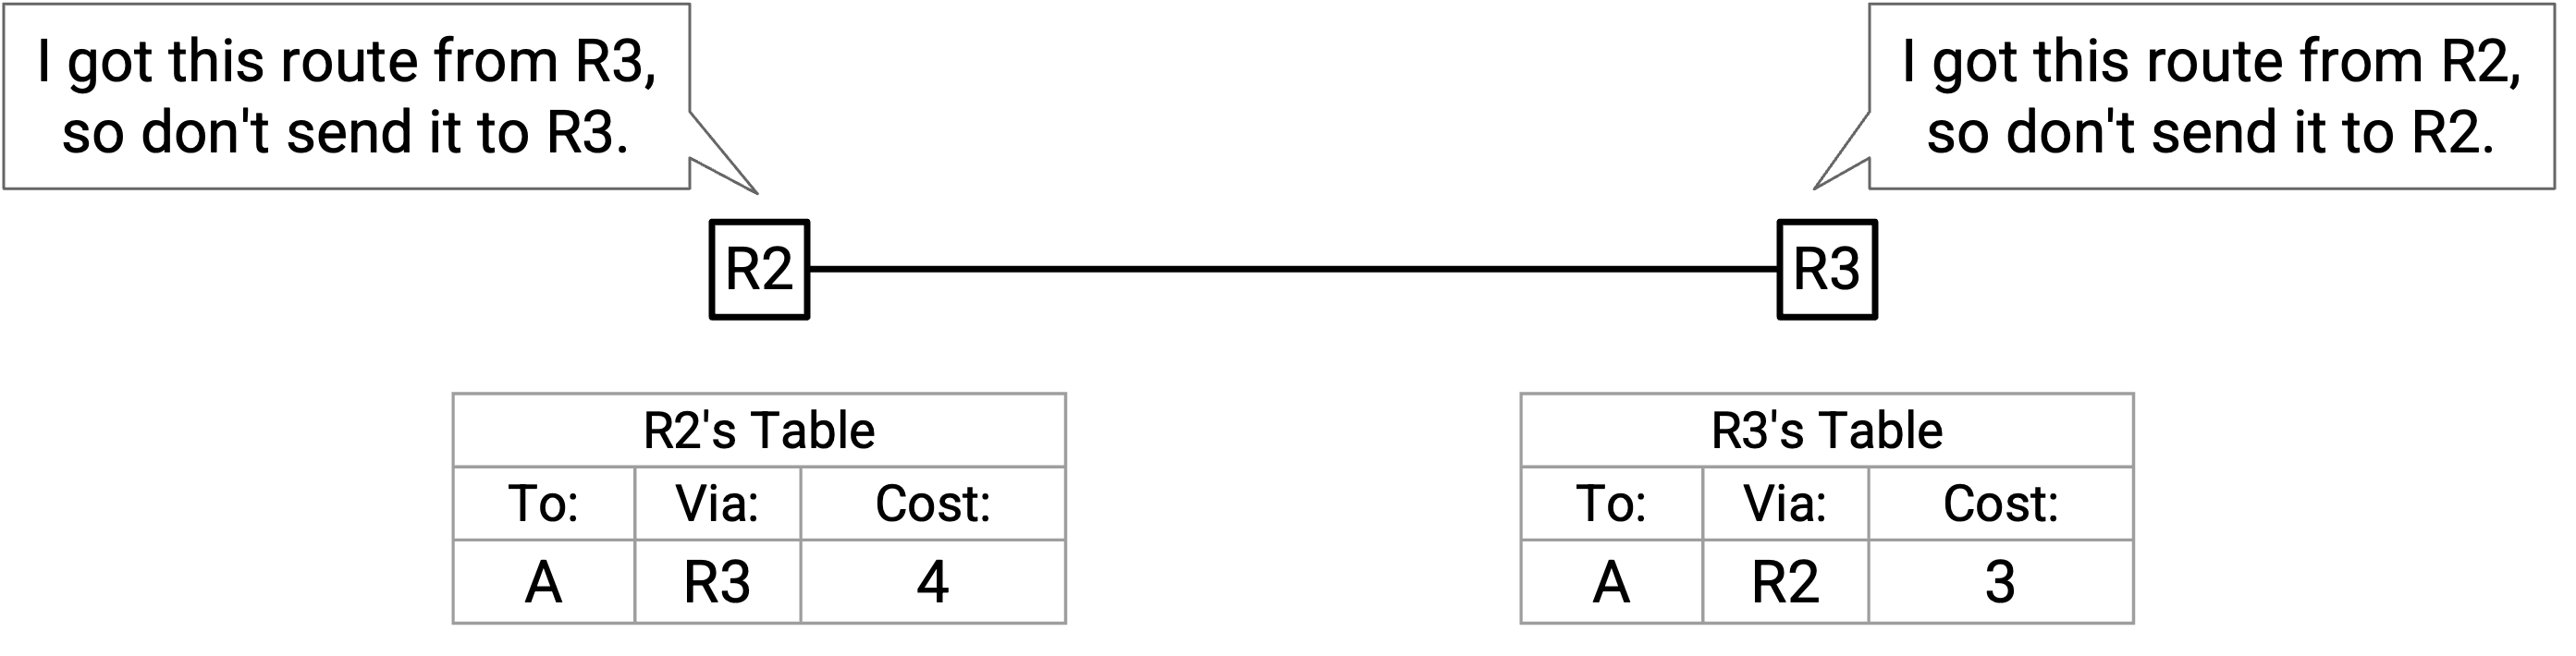 I got this route from R3,
so don't send it to R3.
I got this route from R2,
so don't send it to R2.
R2
R3
R2's Table
To: Via: Cost:
A R3 4
R3's Table
To: Via: Cost:
A R2 3